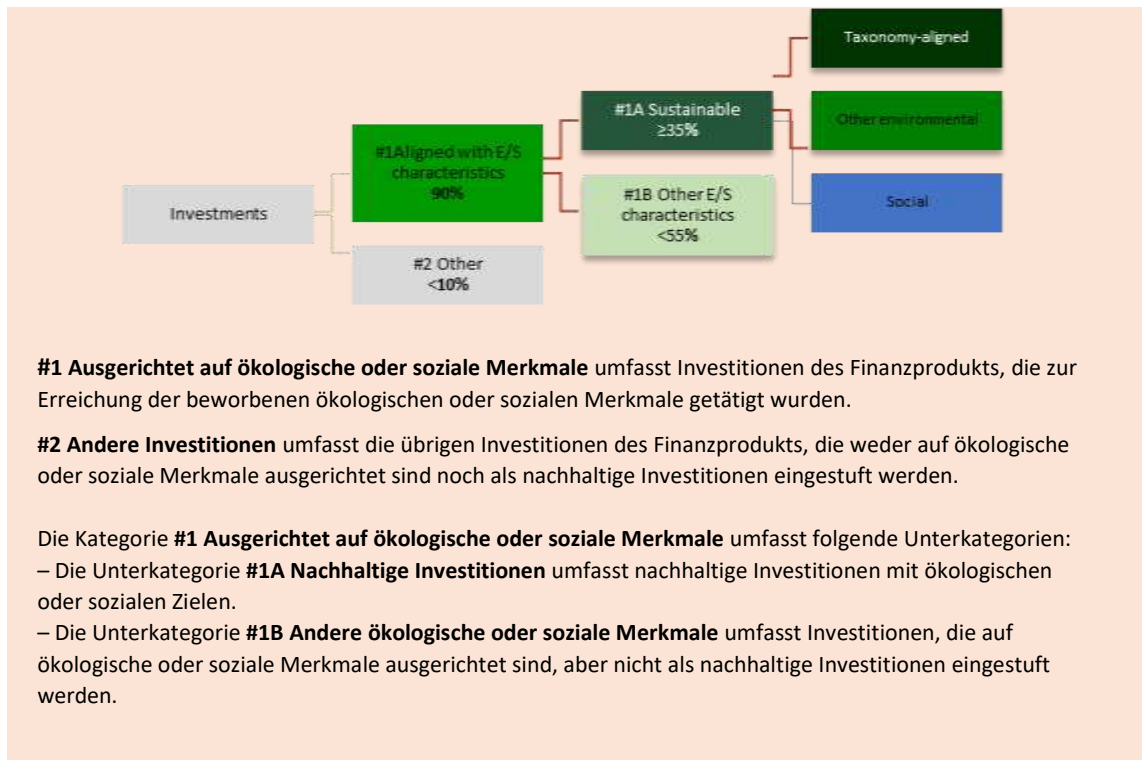 Taxonomy-aligned
#1A Sustainable
≥35%
Other environmental
#1Aligned with E/S
characteristics
90%
#1B Other E/S
characteristics
<55%
Social
Investments
#2 Other
<10%
#1 Ausgerichtet auf ökologische oder soziale Merkmale umfasst Investitionen des Finanzprodukts, die zur
Erreichung der beworbenen ökologischen oder sozialen Merkmale getätigt wurden.
#2 Andere Investitionen umfasst die übrigen Investitionen des Finanzprodukts, die weder auf ökologische
oder soziale Merkmale ausgerichtet sind noch als nachhaltige Investitionen eingestuft werden.
Die Kategorie #1 Ausgerichtet auf ökologische oder soziale Merkmale umfasst folgende Unterkategorien:
– Die Unterkategorie #1A Nachhaltige Investitionen umfasst nachhaltige Investitionen mit ökologischen
oder sozialen Zielen.
– Die Unterkategorie #1B Andere ökologische oder soziale Merkmale umfasst Investitionen, die auf
ökologische oder soziale Merkmale ausgerichtet sind, aber nicht als nachhaltige Investitionen eingestuft
werden.